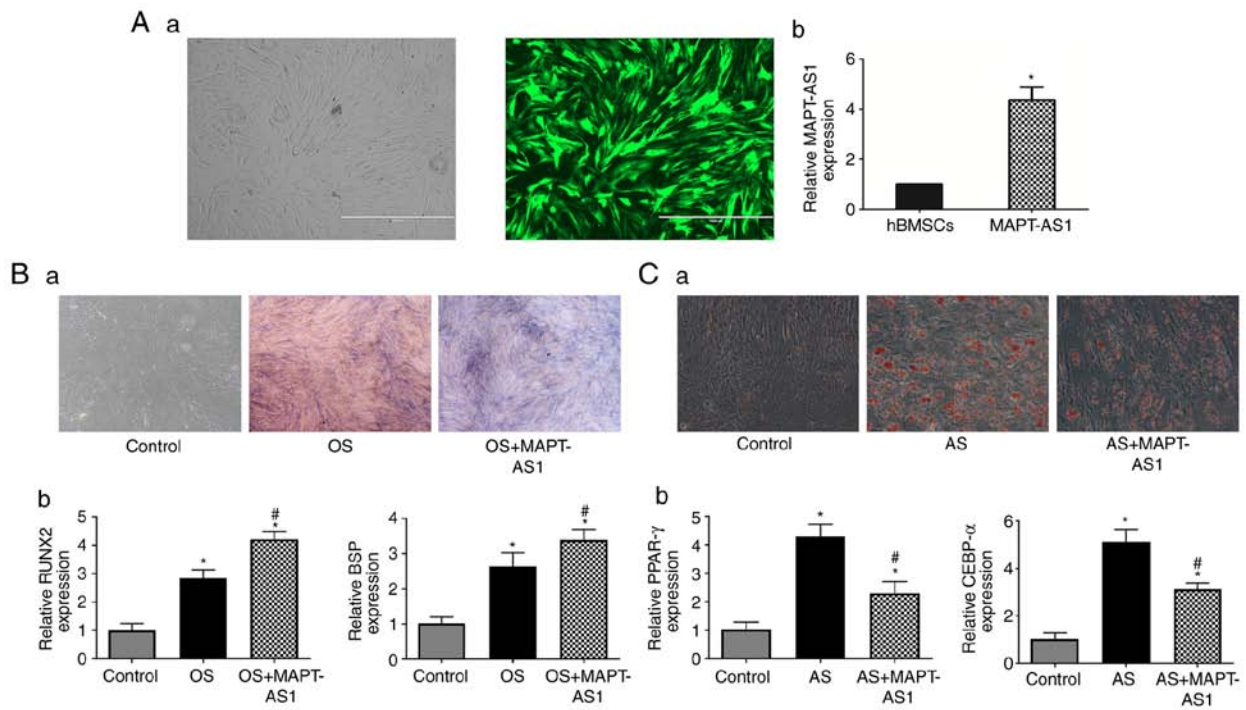 A a
b
Relative MAPT-AS1
expression
6
4
2
0
*
hBMSCs
MAPT-AS1
B a
Control
OS
OS+MAPT-
AS1
C a
Control
AS
AS+MAPT-
AS1
b
Relative RUNX2
expression
5
4
3
2
1
0
*
#
*
Control
OS
OS+MAPT-
AS1
Relative BSP
expression
4
3
2
1
0
*
#
*
Control
OS
OS+MAPT-
AS1
b
Relative PPAR-γ
expression
5
4
3
2
1
0
*
#
*
Control
AS
AS+MAPT-
AS1
Relative CEBP-α
expression
6
4
2
0
*
#
*
Control
AS
AS+MAPT-
AS1